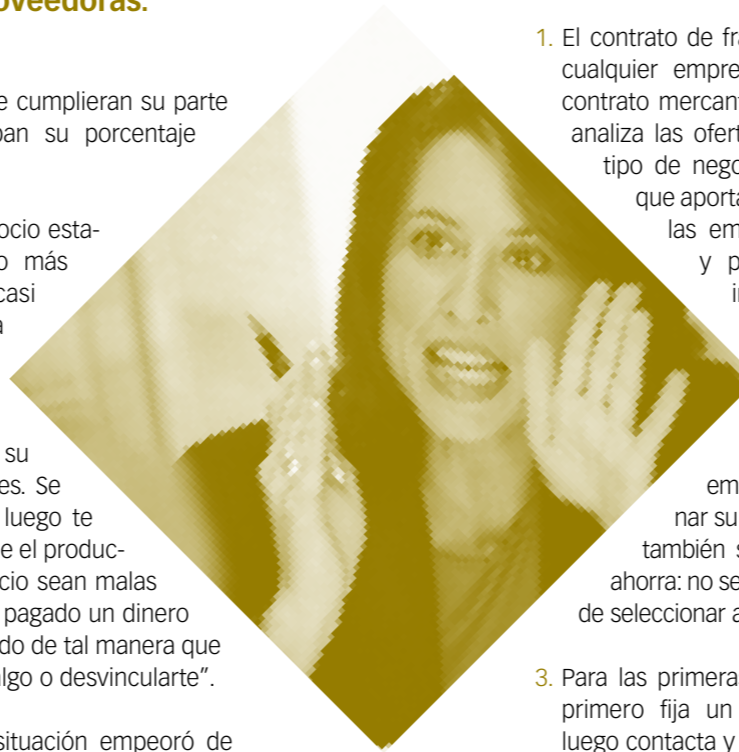 oveedoras.
e cumplieran su parte
ban su porcentaje
ocio esta-
o más
casi
a
su
es. Se
luego te
e el produc-
cio sean malas
pagado un dinero
do de tal manera que
algo o desvincularte”.
situación empeoró de
1. El contrato de fra
cualquier empre
contrato mercant
analiza las ofert
tipo de nego
que aporta
las em
y p
i
em
nar su
también s
ahorra: no se
de seleccionar a
3. Para las primera
primero fija un
luego contacta y